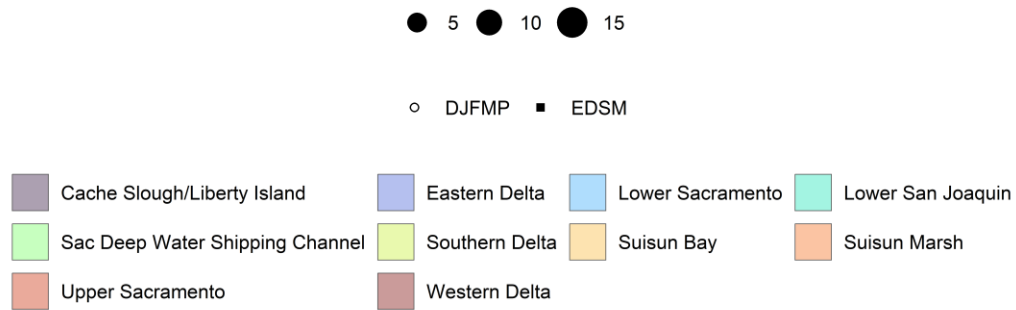 5 10 15
DJFMP EDSM
Cache Slough/Liberty Island Eastern Delta Lower Sacramento Lower San Joaquin
Sac Deep Water Shipping Channel Southern Delta Suisun Bay Suisun Marsh
Upper Sacramento Western Delta